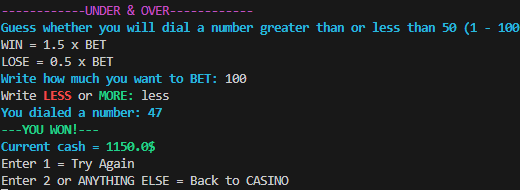 ------------UNDER & OVER------------
Guess whether you will dial a number greater than or less than 50 (1 - 100
WIN = 1.5 x BET
LOSE = 0.5 x BET
Write how much you want to BET: 100
Write LESS or MORE: less
You dialed a number: 47
---YOU WON!---
Current cash = 1150.0$
Enter 1 = Try Again
Enter 2 or ANYTHING ELSE = Back to CASINO